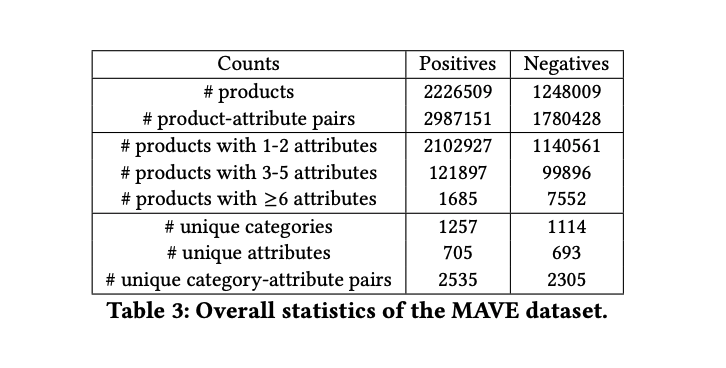 Counts Positives Negatives
# products 2226509 1248009
# product-attribute pairs 2987151 1780428
# products with 1-2 attributes 2102927 1140561
# products with 3-5 attributes 121897 99896
# products with ≥6 attributes 1685 7552
# unique categories 1257 1114
# unique attributes 705 693
# unique category-attribute pairs 2535 2305
Table 3: Overall statistics of the MAVE dataset.